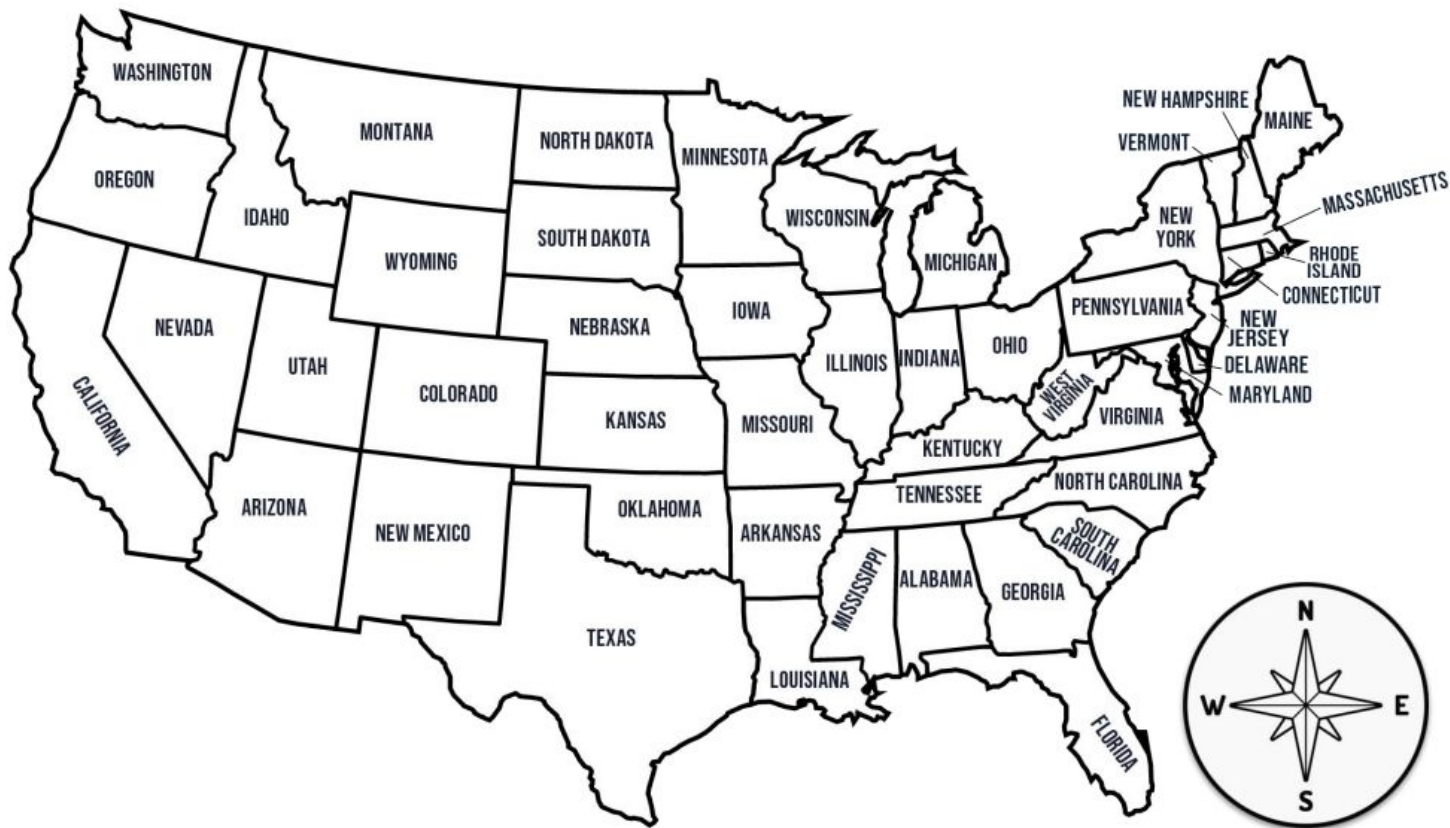 WASHINGTON
MONTANA
NORTH DAKOTA
MINNESOTA
NEW HAMPSHIRE
MAINE
VERMONT
OREGON
IDAHO
WYOMING
SOUTH DAKOTA
WISCONSIN
MICHIGAN
NEW
YORK
MASSACHUSETTS
RHODE
ISLAND
CONNECTICUT
NEVADA
UTAH
COLORADO
NEBRASKA
IOWA
ILLINOIS
INDIANA
OHIO
PENNSYLVANIA
NEW
JERSEY
DELAWARE
MARYLAND
CALIFORNIA
KANSAS
MISSOURI
KENTUCKY
WEST
VIRGINIA
VIRGINIA
ARIZONA
NEW MEXICO
OKLAHOMA
ARKANSAS
TENNESSEE
NORTH CAROLINA
SOUTH
CAROLINA
TEXAS
LOUISIANA
MISSISSIPPI
ALABAMA
GEORGIA
FLORIDA
N
W
E
S